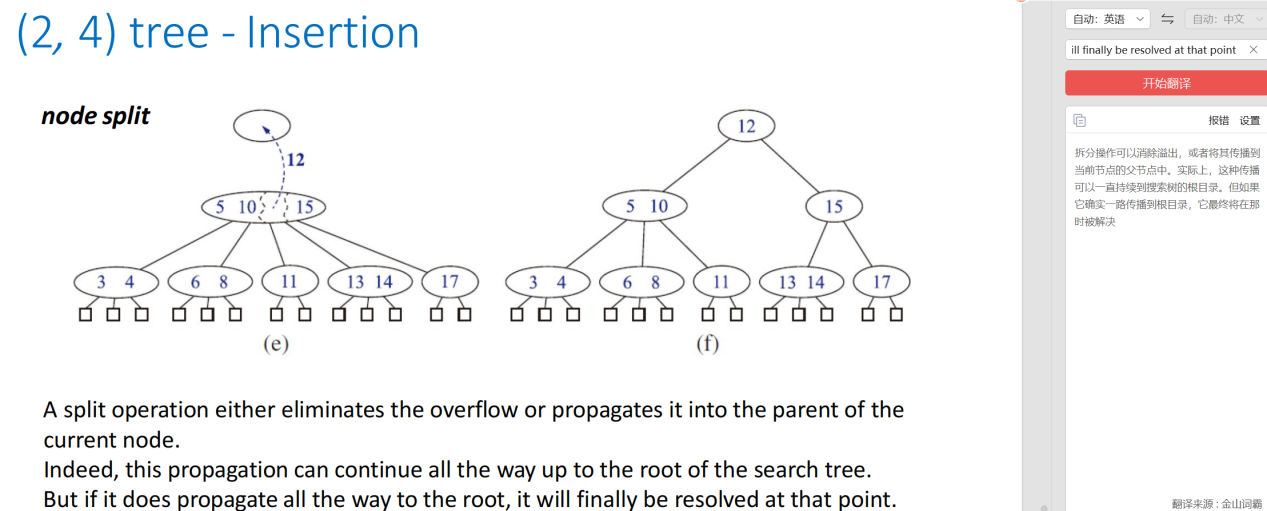 (2, 4) tree - Insertion
node split
12
5 10 15
3 4 6 8 11 13 14 17
(e)
12
5 10 15
3 4 6 8 11 13 14 17
(f)
A split operation either eliminates the overflow or propagates it into the parent of the
current node.
Indeed, this propagation can continue all the way up to the root of the search tree.
But if it does propagate all the way to the root, it will finally be resolved at that point.
自动：英语 自动：中文
ill finally be resolved at that point
开始翻译
报错 设置
拆分操作可以消除溢出，或者将其传播到
当前节点的父节点中。实际上，这种传播
可以一直持续到搜索树的根目录。但如果
它确实一路传播到根目录，它最终将在那
时被解决
翻译来源：金山词霸